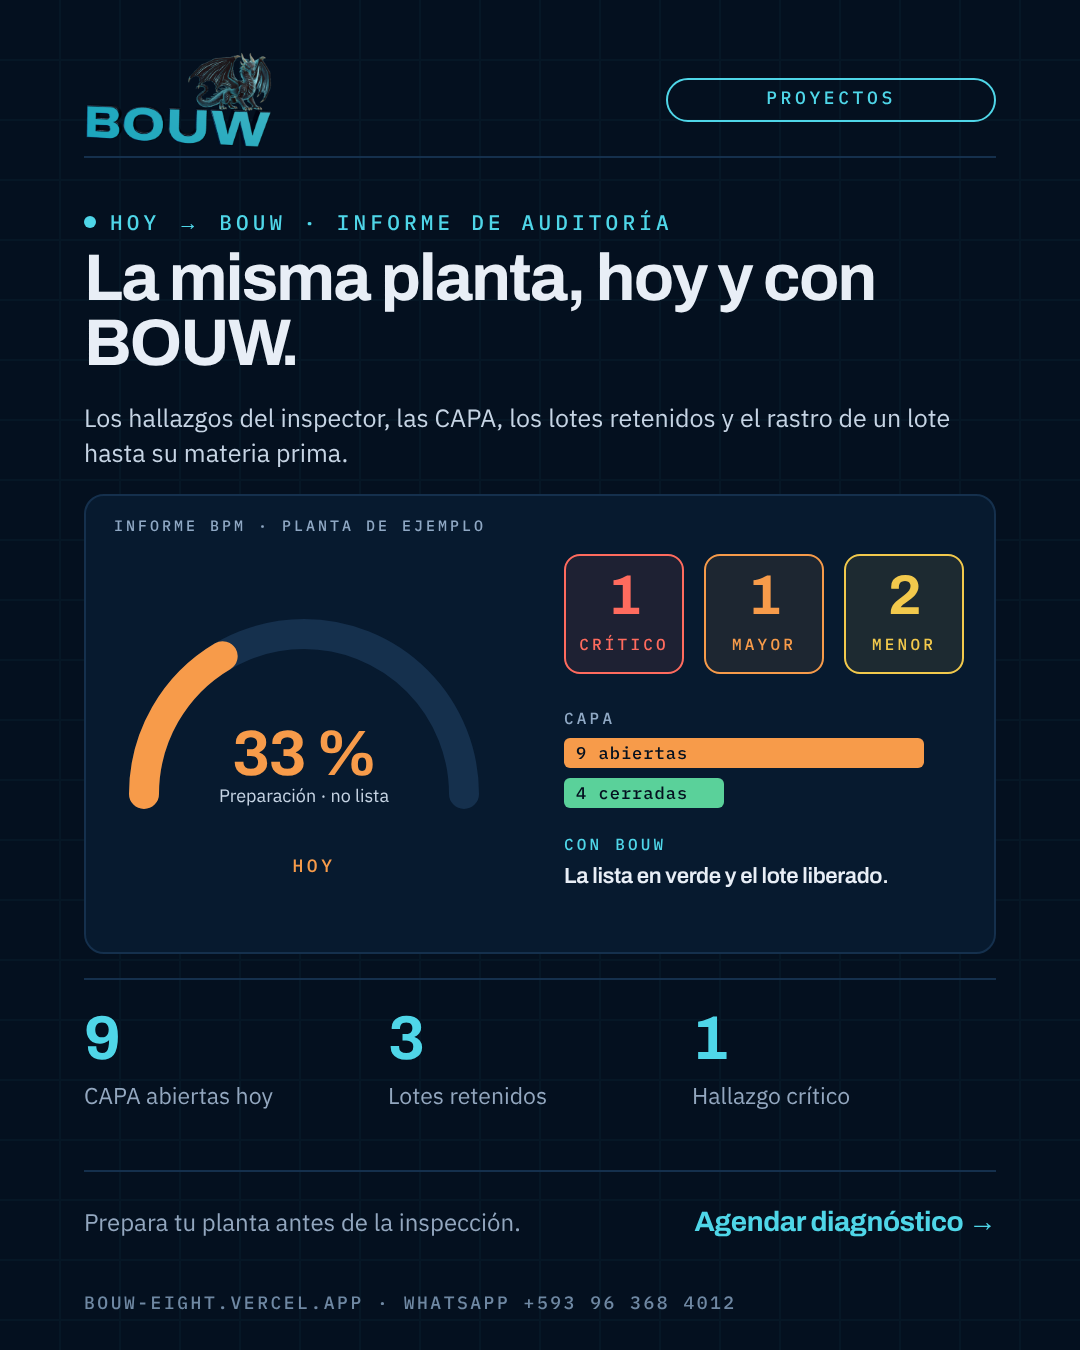 BOUW
PROYECTOS
HOY → BOUW · INFORME DE AUDITORÍA
La misma planta, hoy y con
BOUW.
Los hallazgos del inspector, las CAPA, los lotes retenidos y el rastro de un lote
hasta su materia prima.
INFORME BPM · PLANTA DE EJEMPLO
33 %
Preparación · no lista
HOY
1
CRÍTICO
1
MAYOR
2
MENOR
CAPA
9 abiertas
4 cerradas
CON BOUW
La lista en verde y el lote liberado.
9
CAPA abiertas hoy
3
Lotes retenidos
1
Hallazgo crítico
Prepara tu planta antes de la inspección.
Agendar diagnóstico →
BOUW-EIGHT.VERCEL.APP · WHATSAPP +593 96 368 4012